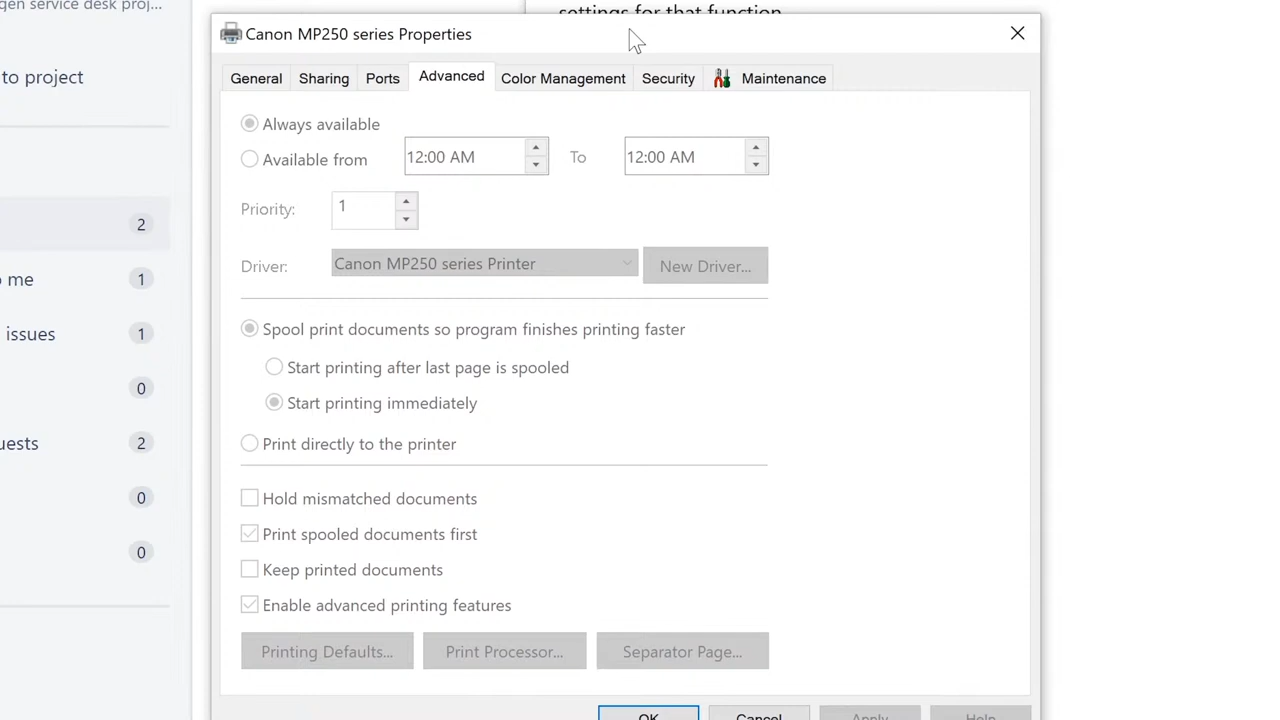 gen service desk proj...
settings for that function
Canon MP250 series Properties
to project
General Sharing Ports Advanced Color Management Security Maintenance
Always available
Available from 12:00 AM To 12:00 AM
Priority: 1
2
Driver: Canon MP250 series Printer New Driver...
o me 1
Spool print documents so program finishes printing faster
issues 1
Start printing after last page is spooled
0
Start printing immediately
uests 2
Print directly to the printer
0
Hold mismatched documents
Print spooled documents first
0
Keep printed documents
Enable advanced printing features
Printing Defaults... Print Processor... Separator Page...
OK Cancel Apply Help